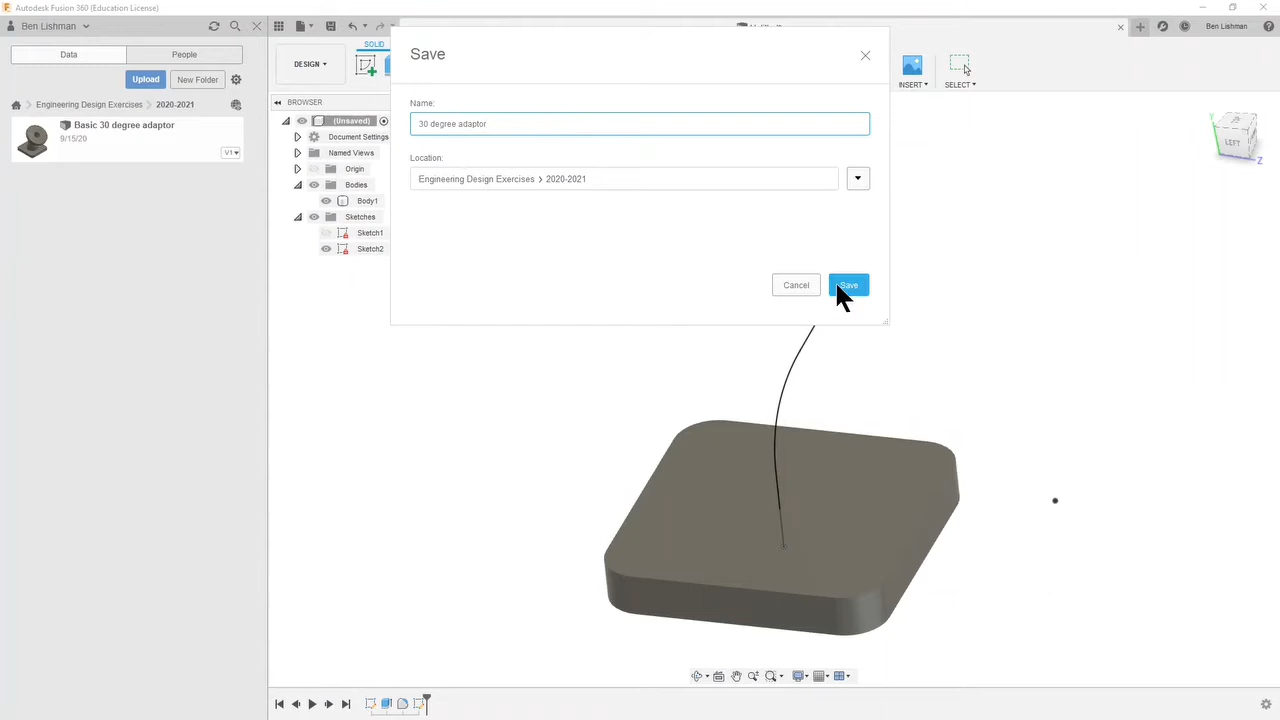 Autodesk Fusion 360 (Education License)
Ben Lishman
Ben Lishman
Data
People
Upload
New Folder
Engineering Design Exercises
2020-2021
Basic 30 degree adaptor
9/15/20
V1
DESIGN
SOLID
INSERT
SELECT
BROWSER
(Unsaved)
Document Settings
Named Views
Origin
Bodies
Body1
Sketches
Sketch1
Sketch2
Save
Name:
30 degree adaptor
Location:
Engineering Design Exercises > 2020-2021
Cancel
Save
LEFT
Y
Z